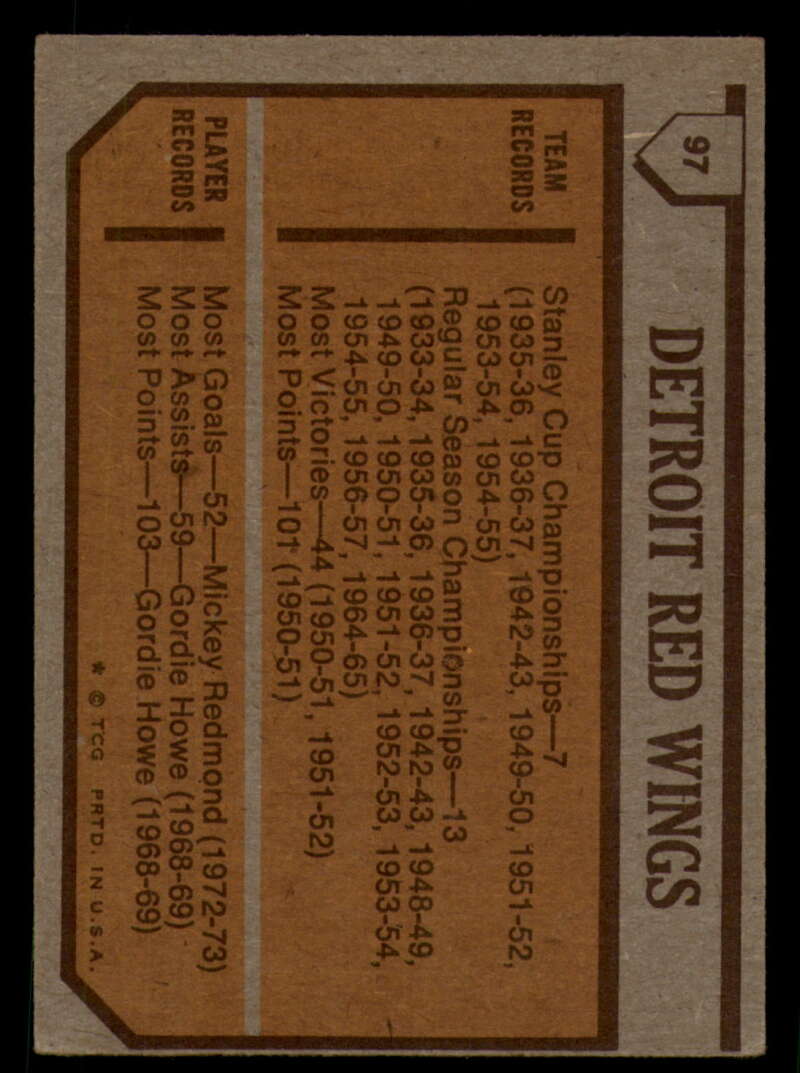 97
DETROIT RED WINGS
TEAM
RECORDS
Stanley Cup Championships—7
(1935-36, 1936-37, 1942-43, 1949-50, 1951-52,
1953-54, 1954-55)
Regular Season Championships—13
(1933-34, 1935-36, 1936-37, 1942-43, 1948-49,
1949-50, 1950-51, 1951-52, 1952-53, 1953-54,
1954-55, 1956-57, 1964-65)
Most Victories—44 (1950-51, 1951-52)
Most Points—101 (1950-51)
PLAYER
RECORDS
Most Goals—52—Mickey Redmond (1972-73)
Most Assists—59—Gordie Howe (1968-69)
Most Points—103—Gordie Howe (1968-69)
* © TCG PRTD. IN U.S.A.